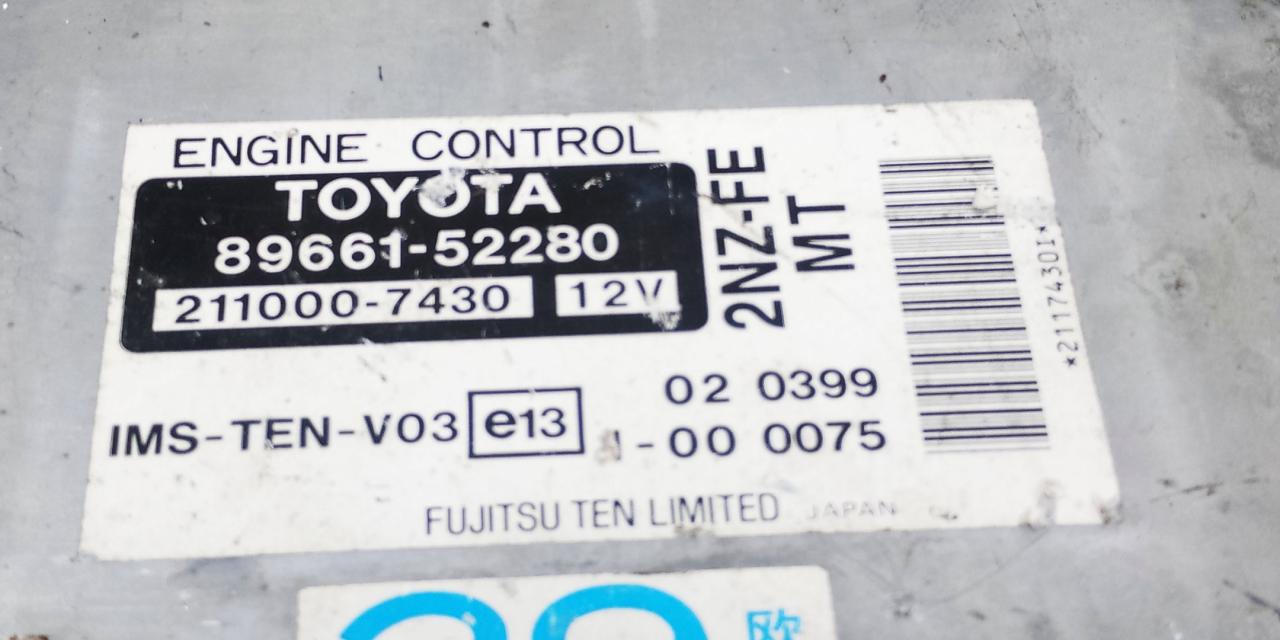 ENGINE CONTROL
TOYOTA
89661-52280
211000-7430 12V
2NZ-FE
MT
*21174301*
IMS-TEN-V03 e13
02 0399
-00 0075
FUJITSU TEN LIMITED JAPAN
欧